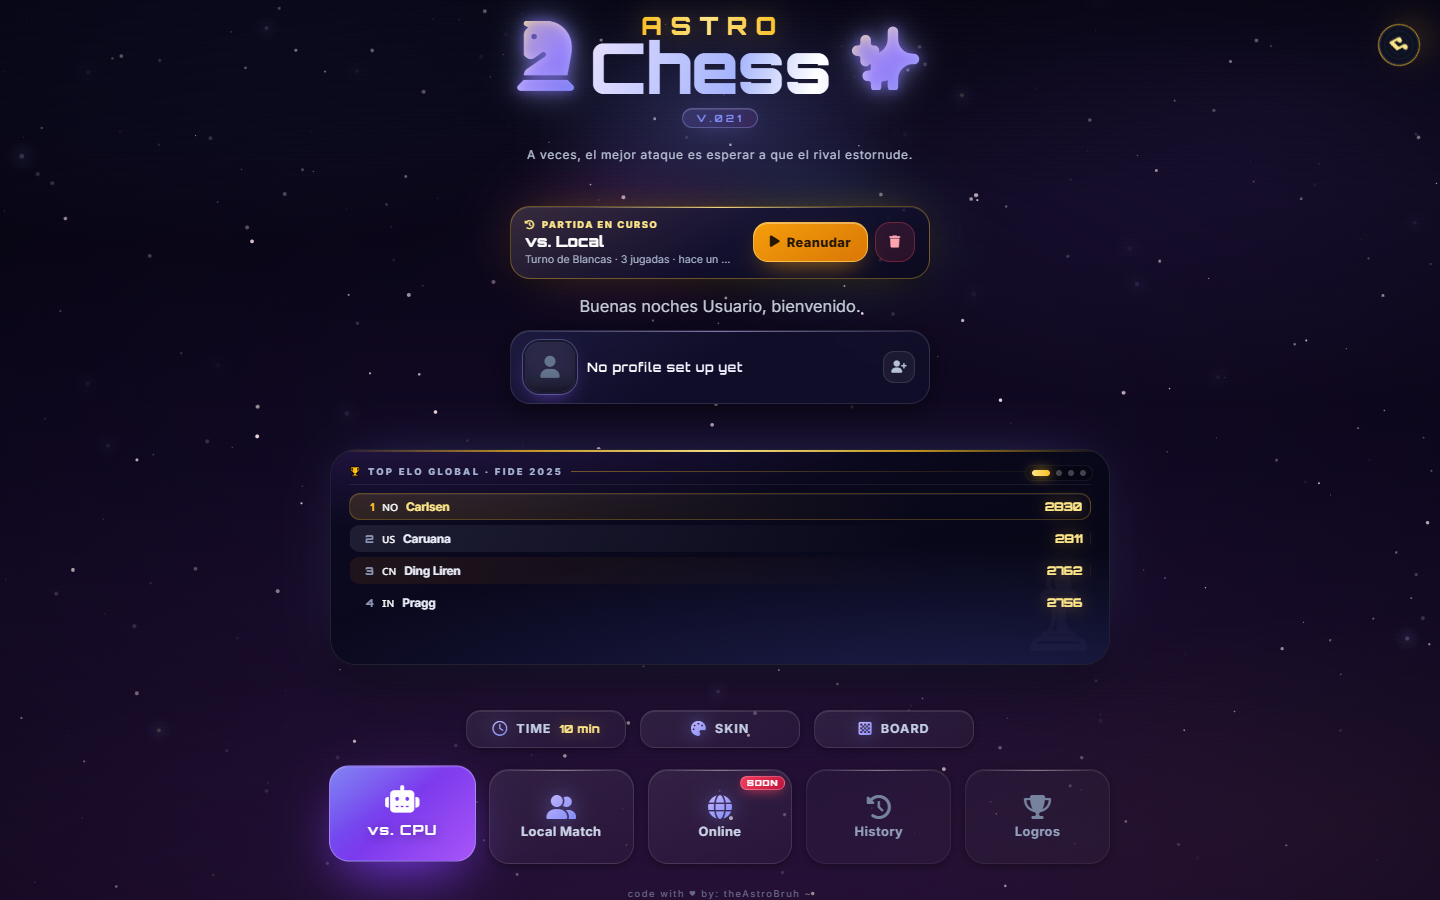 ASTRO
Chess
V.021
A veces, el mejor ataque es esperar a que el rival estornude.
PARTIDA EN CURSO
vs. Local
Turno de Blancas · 3 jugadas · hace un ...
Reanudar
Buenas noches Usuario, bienvenido.
No profile set up yet
TOP ELO GLOBAL · FIDE 2025
1 NO Carlsen 2830
2 US Caruana 2811
3 CN Ding Liren 2762
4 IN Pragg 2756
TIME 10 min
SKIN
BOARD
vs. CPU
Local Match
SOON
Online
History
Logros
code with ♥ by: theAstroBruh ~